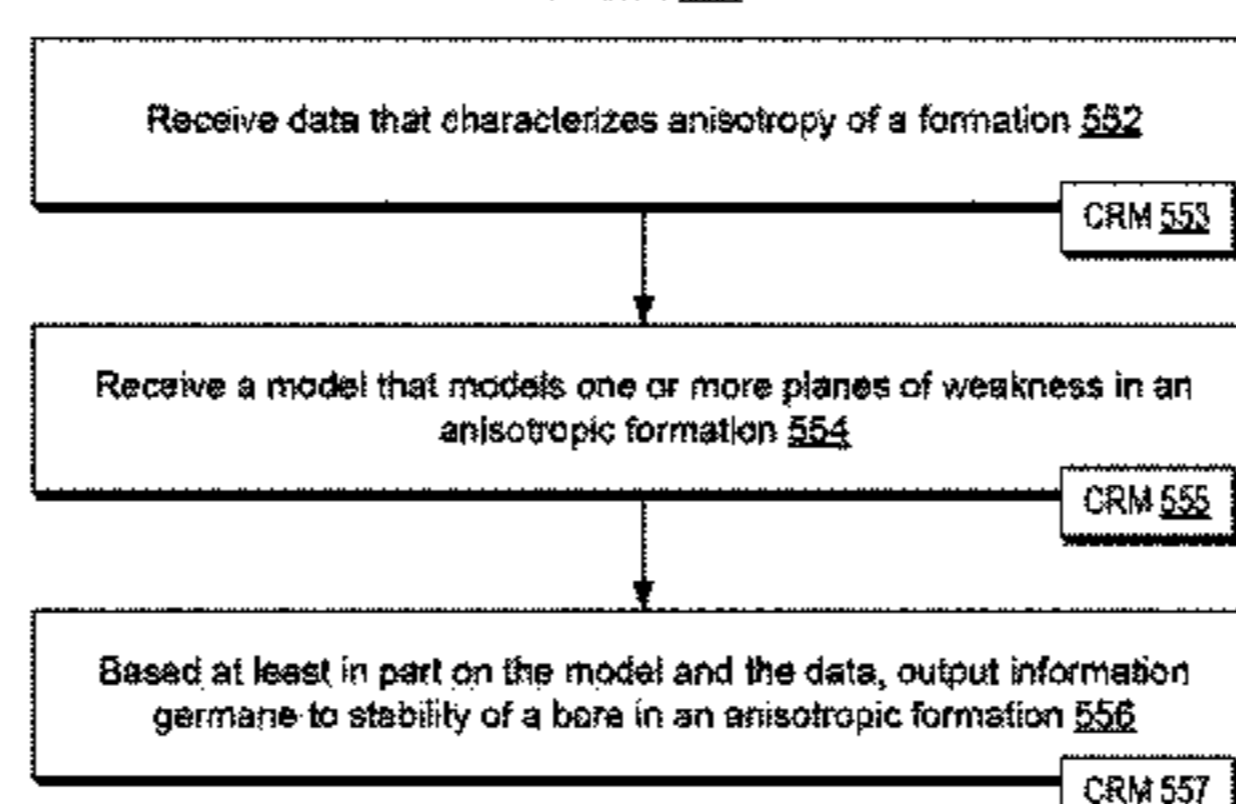 Receive data that characterizes anisotropy of a formation 552
CRM 553
Receive a model that models one or more planes of weakness in an
anisotropic formation 554
CRM 555
Based at least in part on the model and the data, output information
germane to stability of a bore in an anisotropic formation 556
CRM 557